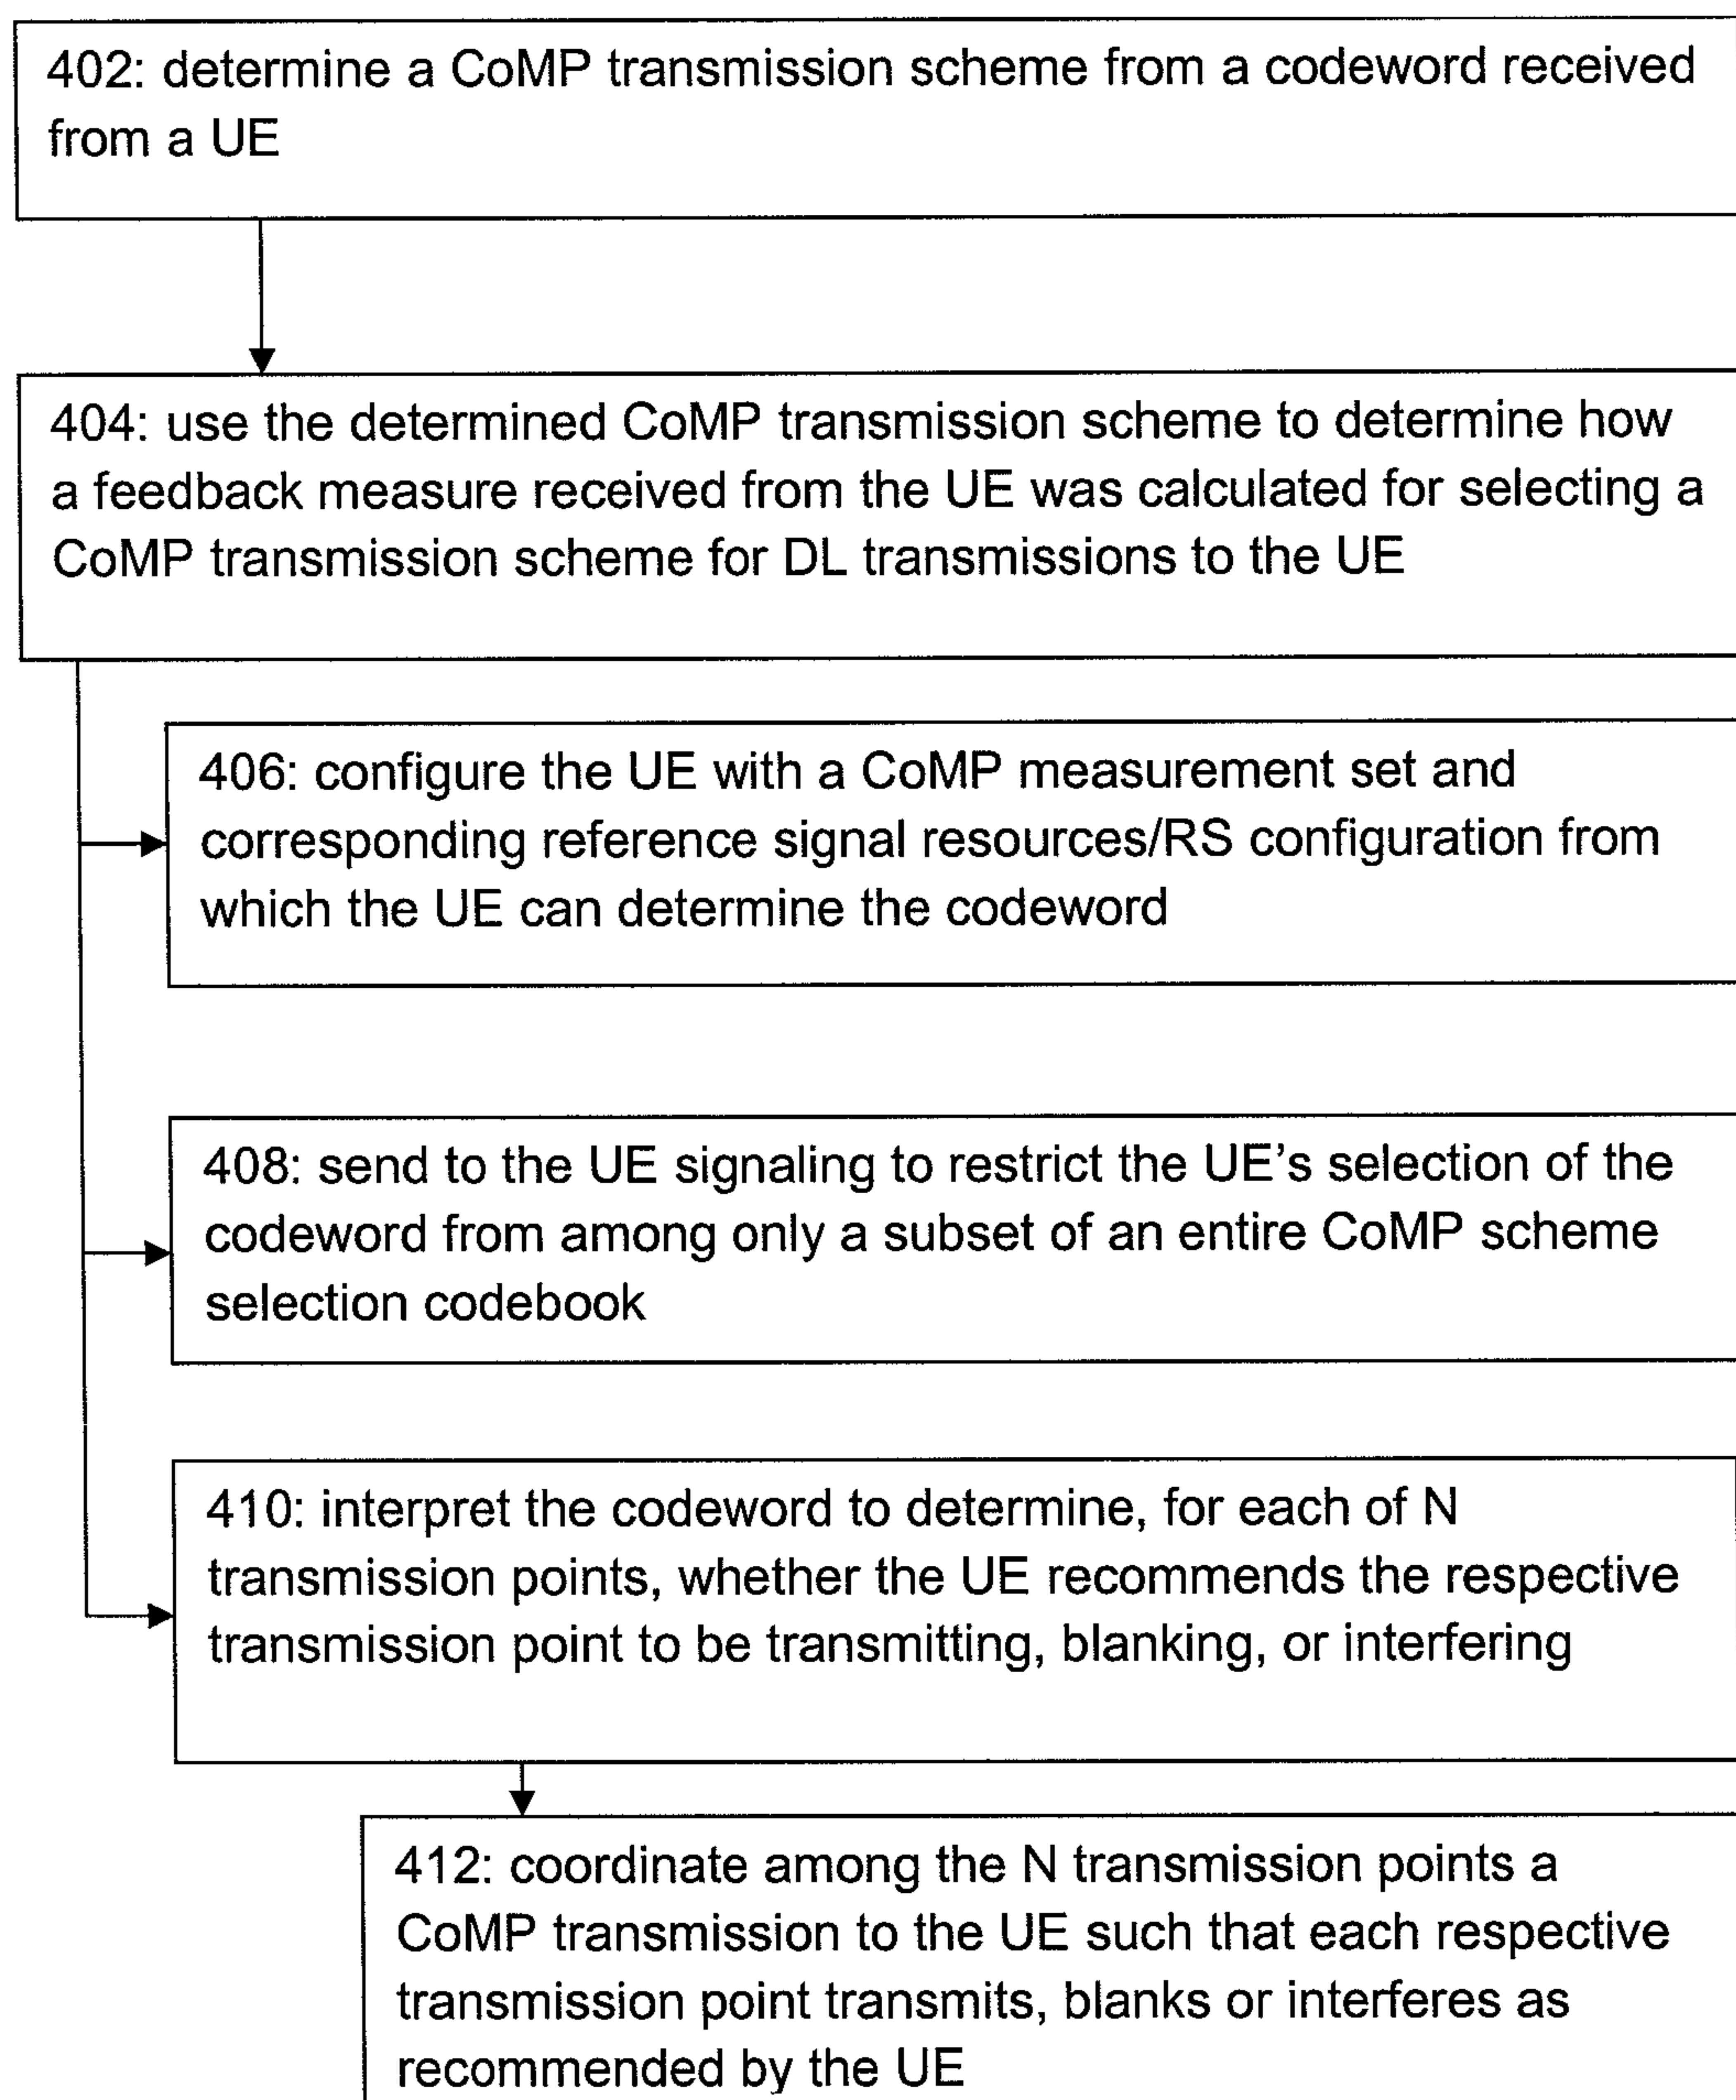 402: determine a CoMP transmission scheme from a codeword received
from a UE
404: use the determined CoMP transmission scheme to determine how
a feedback measure received from the UE was calculated for selecting a
CoMP transmission scheme for DL transmissions to the UE
406: configure the UE with a CoMP measurement set and
corresponding reference signal resources/RS configuration from
which the UE can determine the codeword
408: send to the UE signaling to restrict the UE's selection of the
codeword from among only a subset of an entire CoMP scheme
selection codebook
410: interpret the codeword to determine, for each of N
transmission points, whether the UE recommends the respective
transmission point to be transmitting, blanking, or interfering
412: coordinate among the N transmission points a
CoMP transmission to the UE such that each respective
transmission point transmits, blanks or interferes as
recommended by the UE